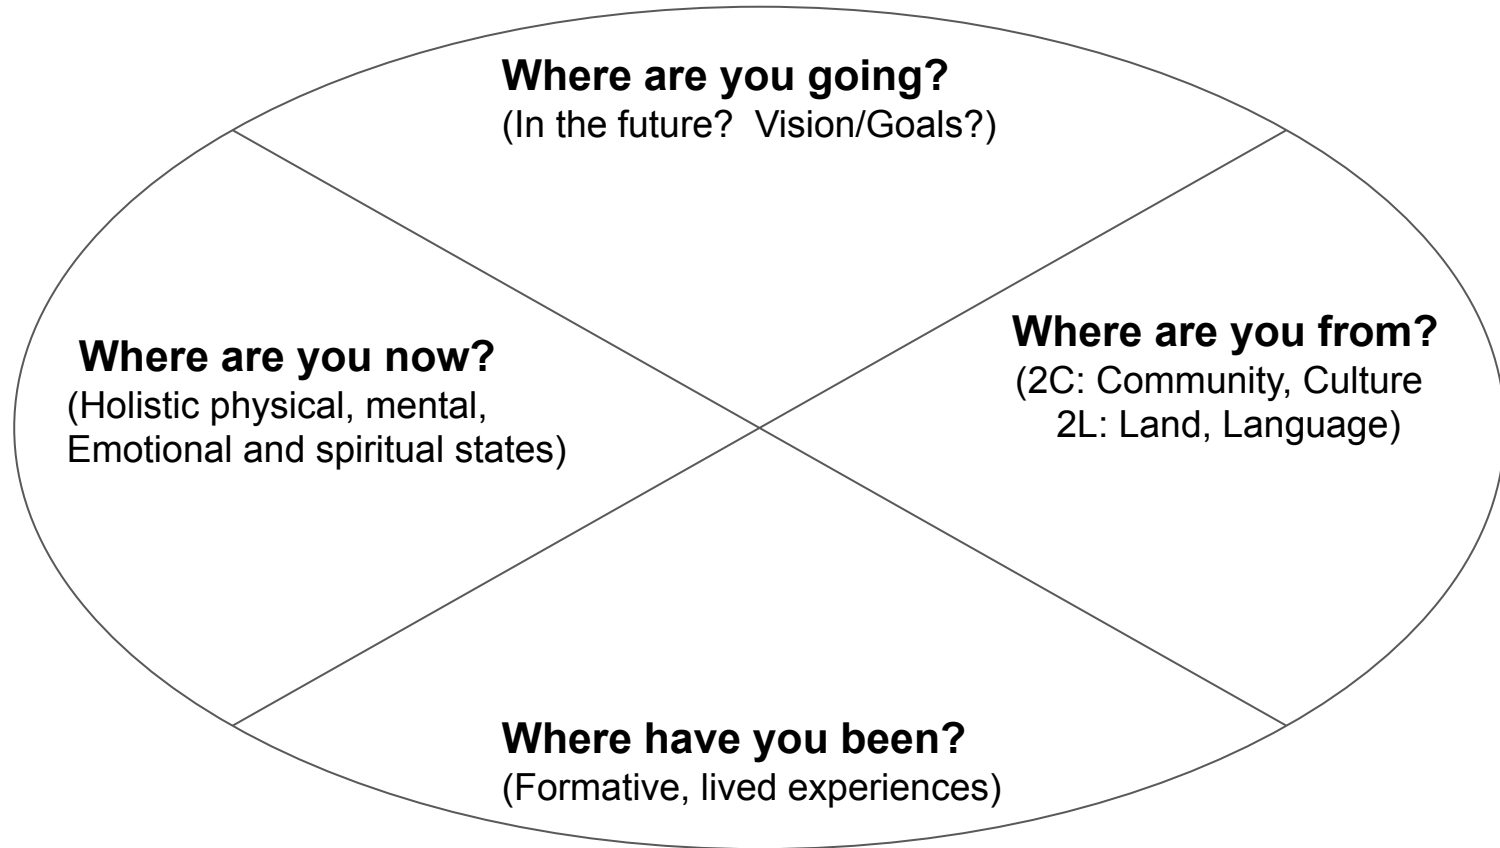 Where are you going?
(In the future?  Vision/Goals?)
Where are you from?
(2C: Community, Culture
2L: Land, Language)
Where are you now?
(Holistic physical, mental,
Emotional and spiritual states)
Where have you been?
(Formative, lived experiences)